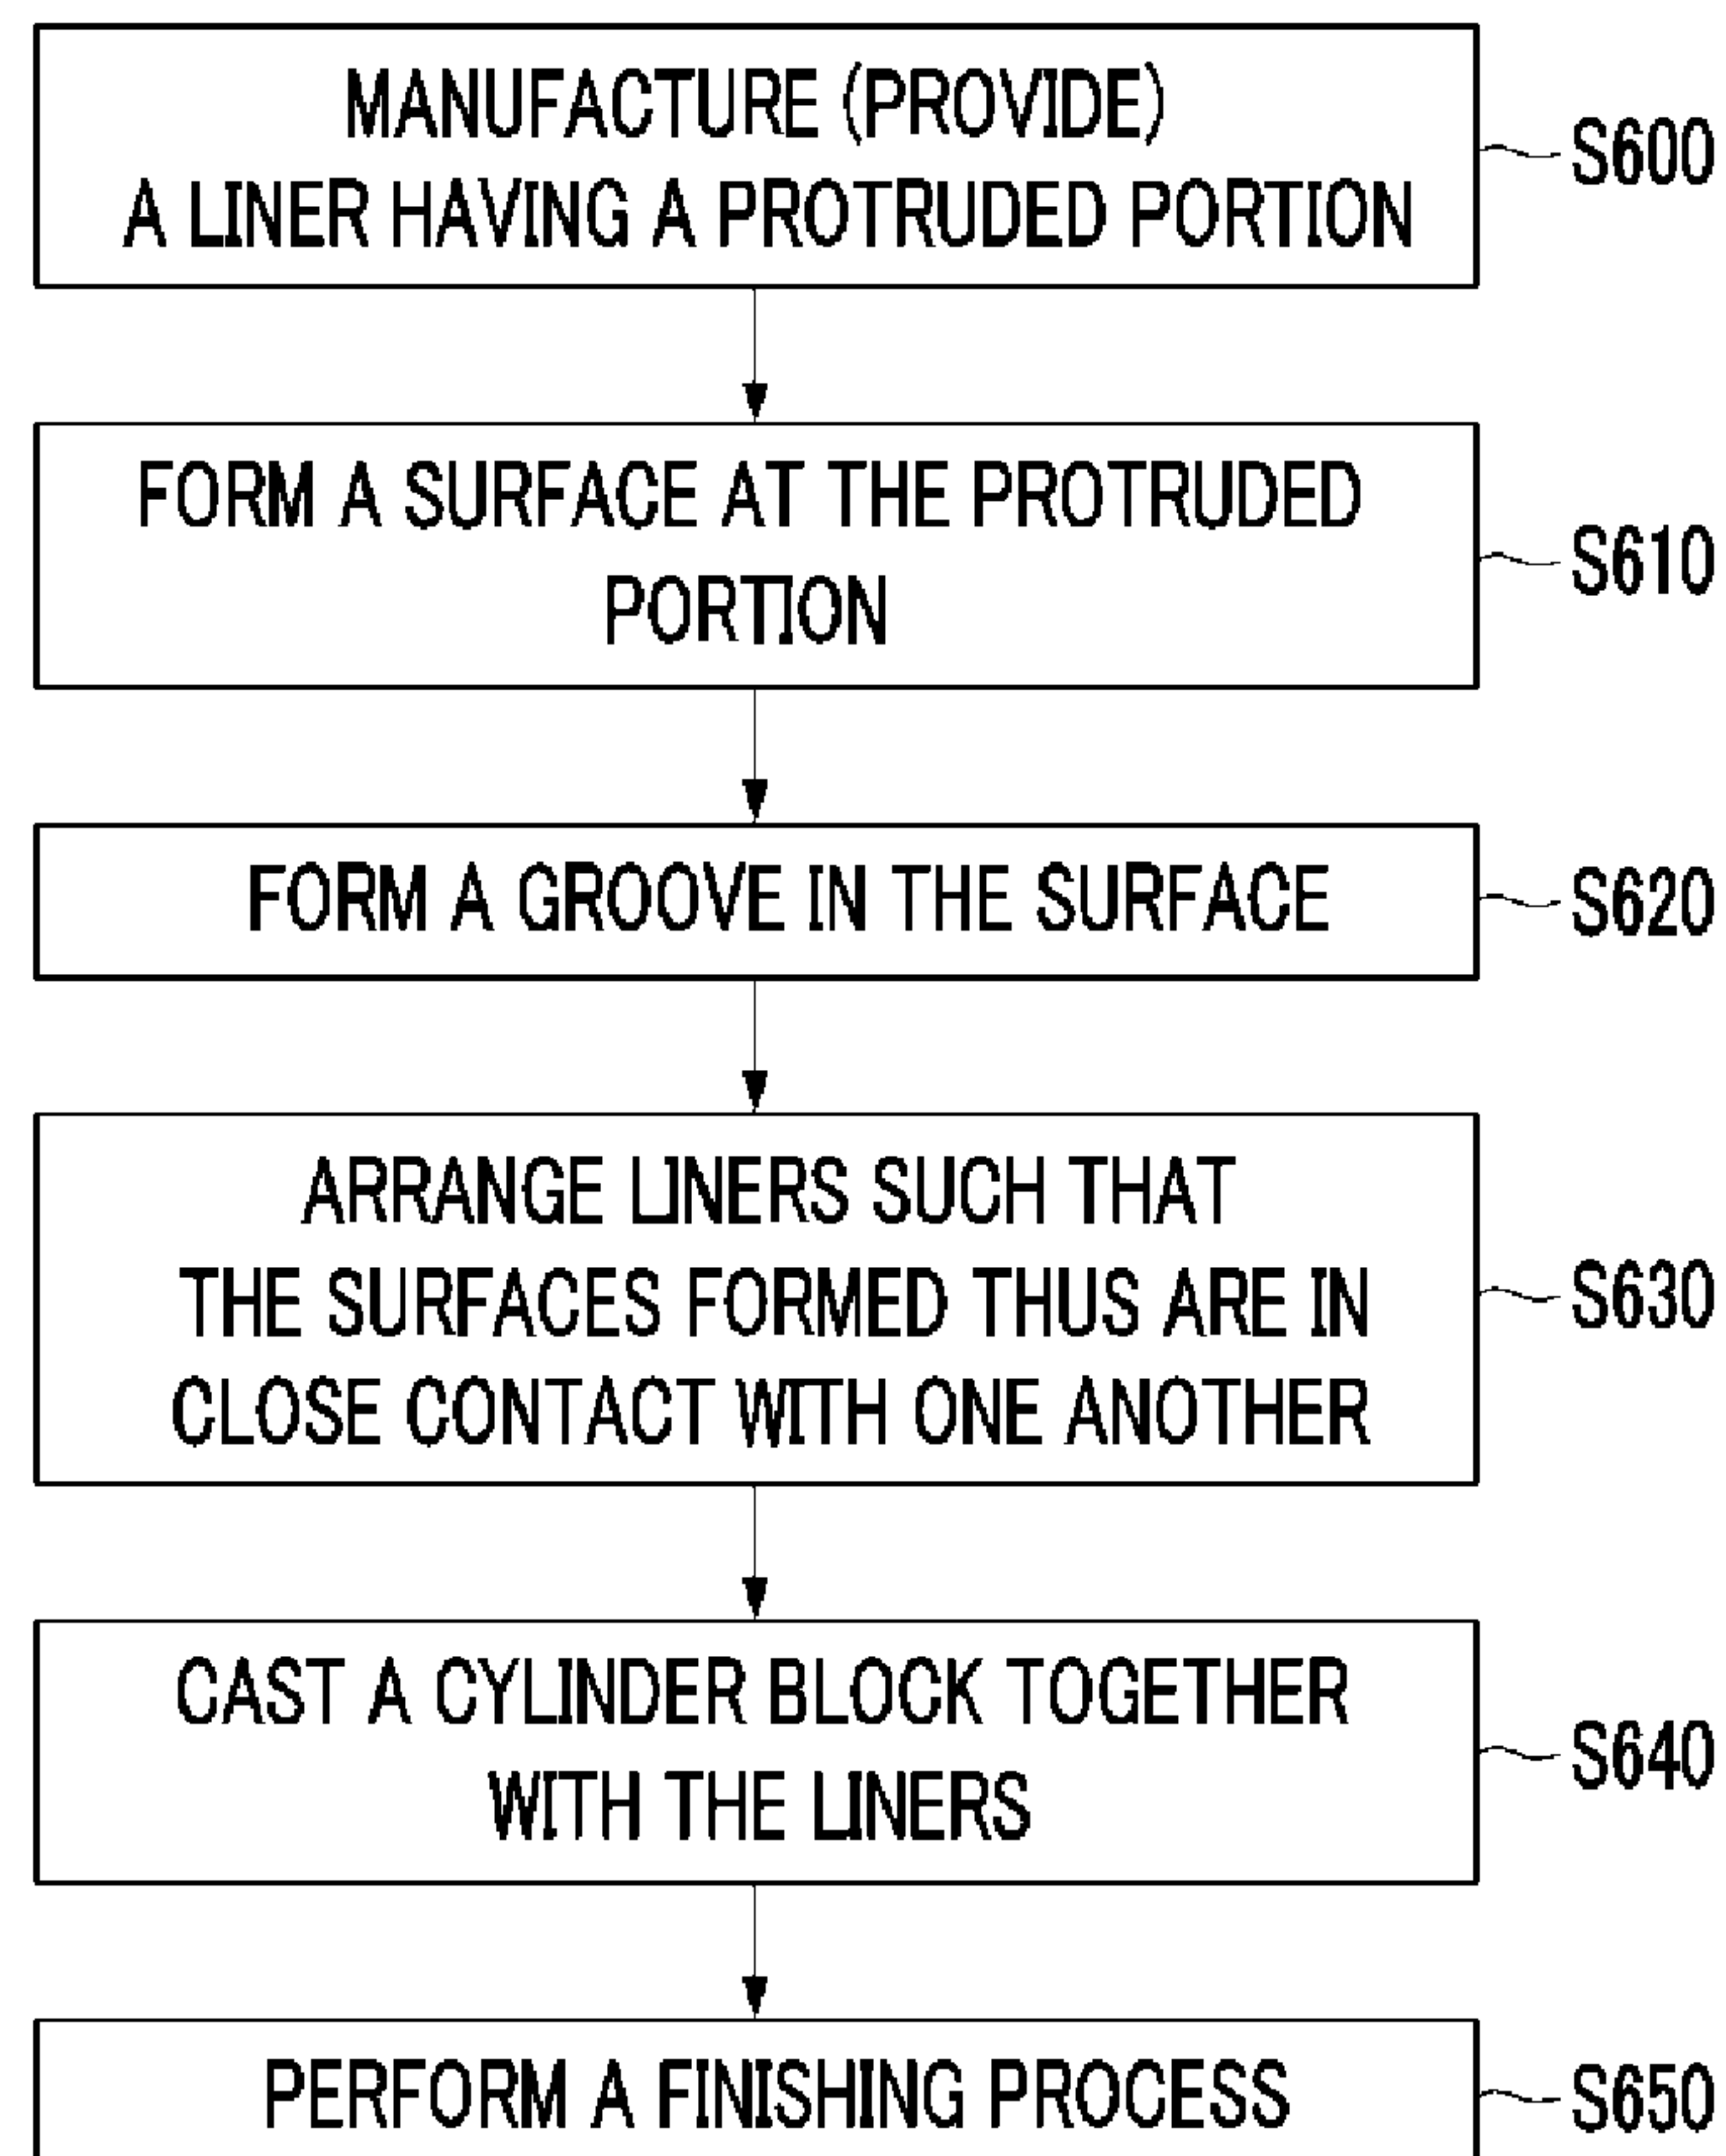 MANUFACTURE (PROVIDE)
A LINER HAVING A PROTRUDED PORTION
S600
FORM A SURFACE AT THE PROTRUDED
PORTION
S610
FORM A GROOVE IN THE SURFACE
S620
ARRANGE LINERS SUCH THAT
THE SURFACES FORMED THUS ARE IN
CLOSE CONTACT WITH ONE ANOTHER
S630
CAST A CYLINDER BLOCK TOGETHER
WITH THE LINERS
S640
PERFORM A FINISHING PROCESS
S650